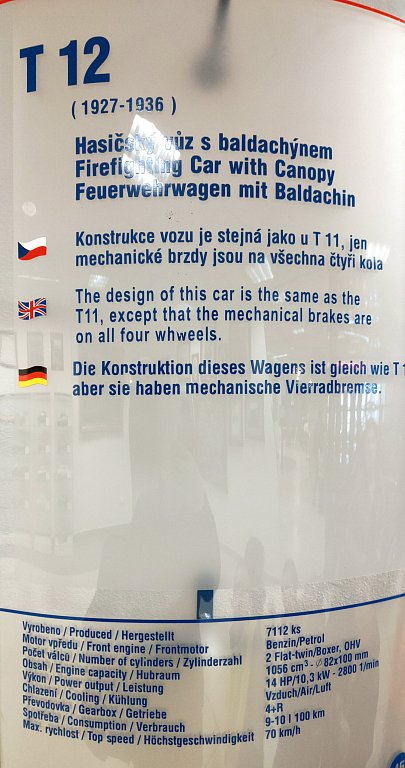 T 12
( 1927-1936 )
Hasičský vůz s baldachýnem
Firefighting Car with Canopy
Feuerwehrwagen mit Baldachin
Konstrukce vozu je stejná jako u T 11, jen
mechanické brzdy jsou na všechna čtyři kola
The design of this car is the same as the
T11, except that the mechanical brakes are
on all four whweels.
Die Konstruktion dieses Wagens ist gleich wie T 1
aber sie haben mechanische Vierradbremse.
Vyrobeno / Produced / Hergestellt 7112 ks
Motor vpředu / Front engine / Frontmotor Benzin/Petrol
Počet válců / Number of cylinders / Zylinderzahl 2 Flat-twin/Boxer, OHV
Obsah / Engine capacity / Hubraum 1056 cm³ - ∅ 82x100 mm
Výkon / Power output / Leistung 14 HP/10,3 kW - 2800 1/min
Chlazení / Cooling / Kühlung Vzduch/Air/Luft
Převodovka / Gearbox / Getriebe 4+R
Spotřeba / Consumption / Verbrauch 9-10 l 100 km
Max. rychlost / Top speed / Höchstgeschwindigkeit 70 km/h